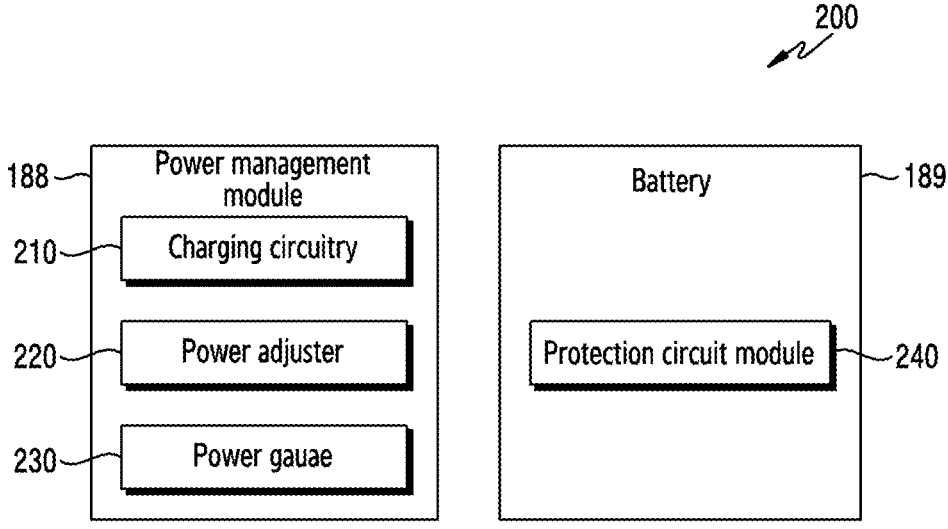 200
188
Power management
module
210
Charging circuitry
220
Power adjuster
230
Power gauae
Battery
189
Protection circuit module
240